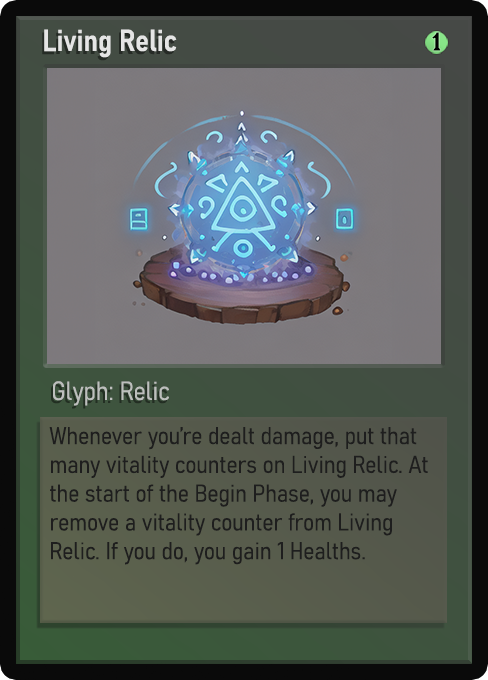 Living Relic
1
Glyph: Relic
Whenever you're dealt damage, put that
many vitality counters on Living Relic. At
the start of the Begin Phase, you may
remove a vitality counter from Living
Relic. If you do, you gain 1 Healths.